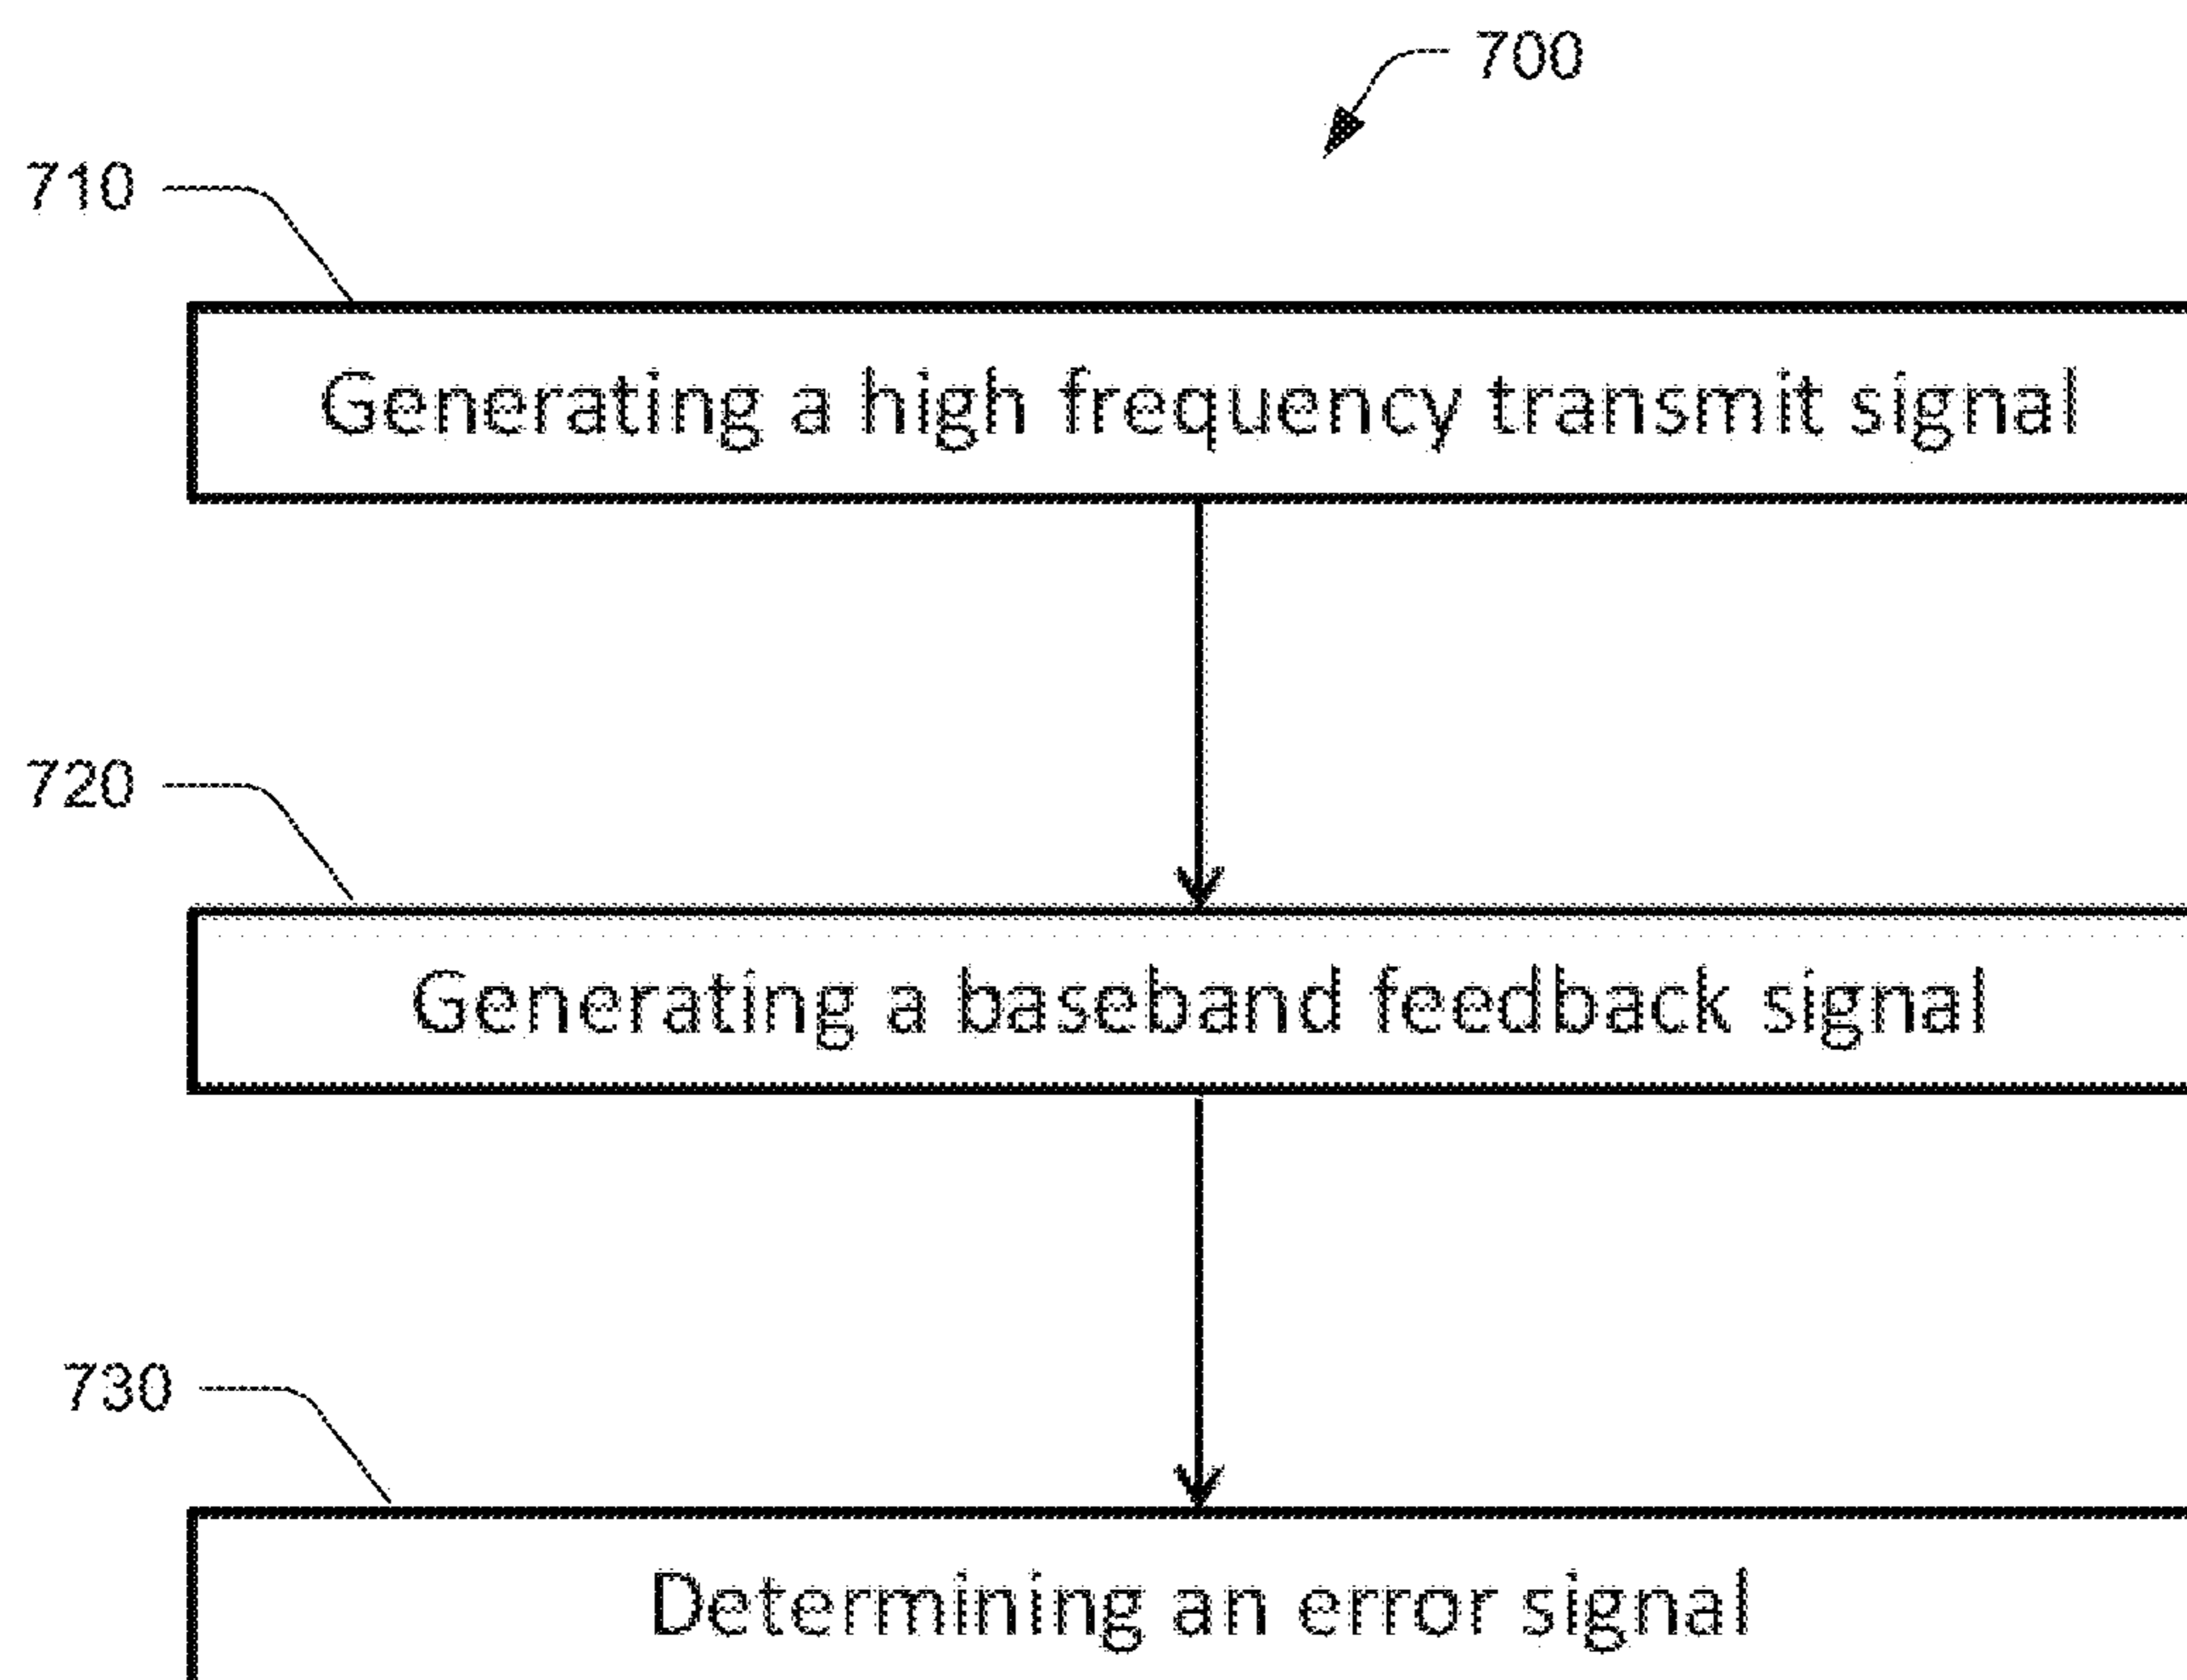 700
710
Generating a high frequency transmit signal
720
Generating a baseband feedback signal
730
Determining an error signal